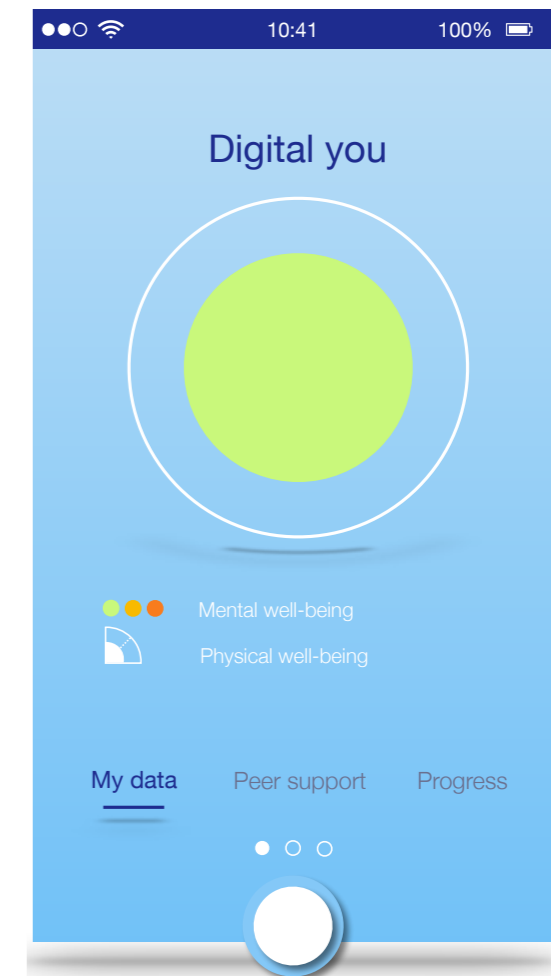 10:41 100%
Digital you
Mental well-being
Physical well-being
My data Peer support Progress